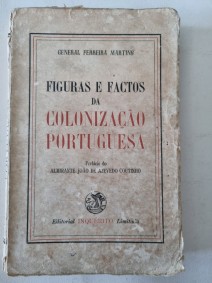 GENERAL FERREIRA MARTINS
FIGURAS E FACTOS
DA
COLONIZAÇÃO
PORTUGUESA
Prefácio do
ALMIRANTE JOÃO DE AZEVEDO COUTINHO
Editorial INQUÉRITO Limitada